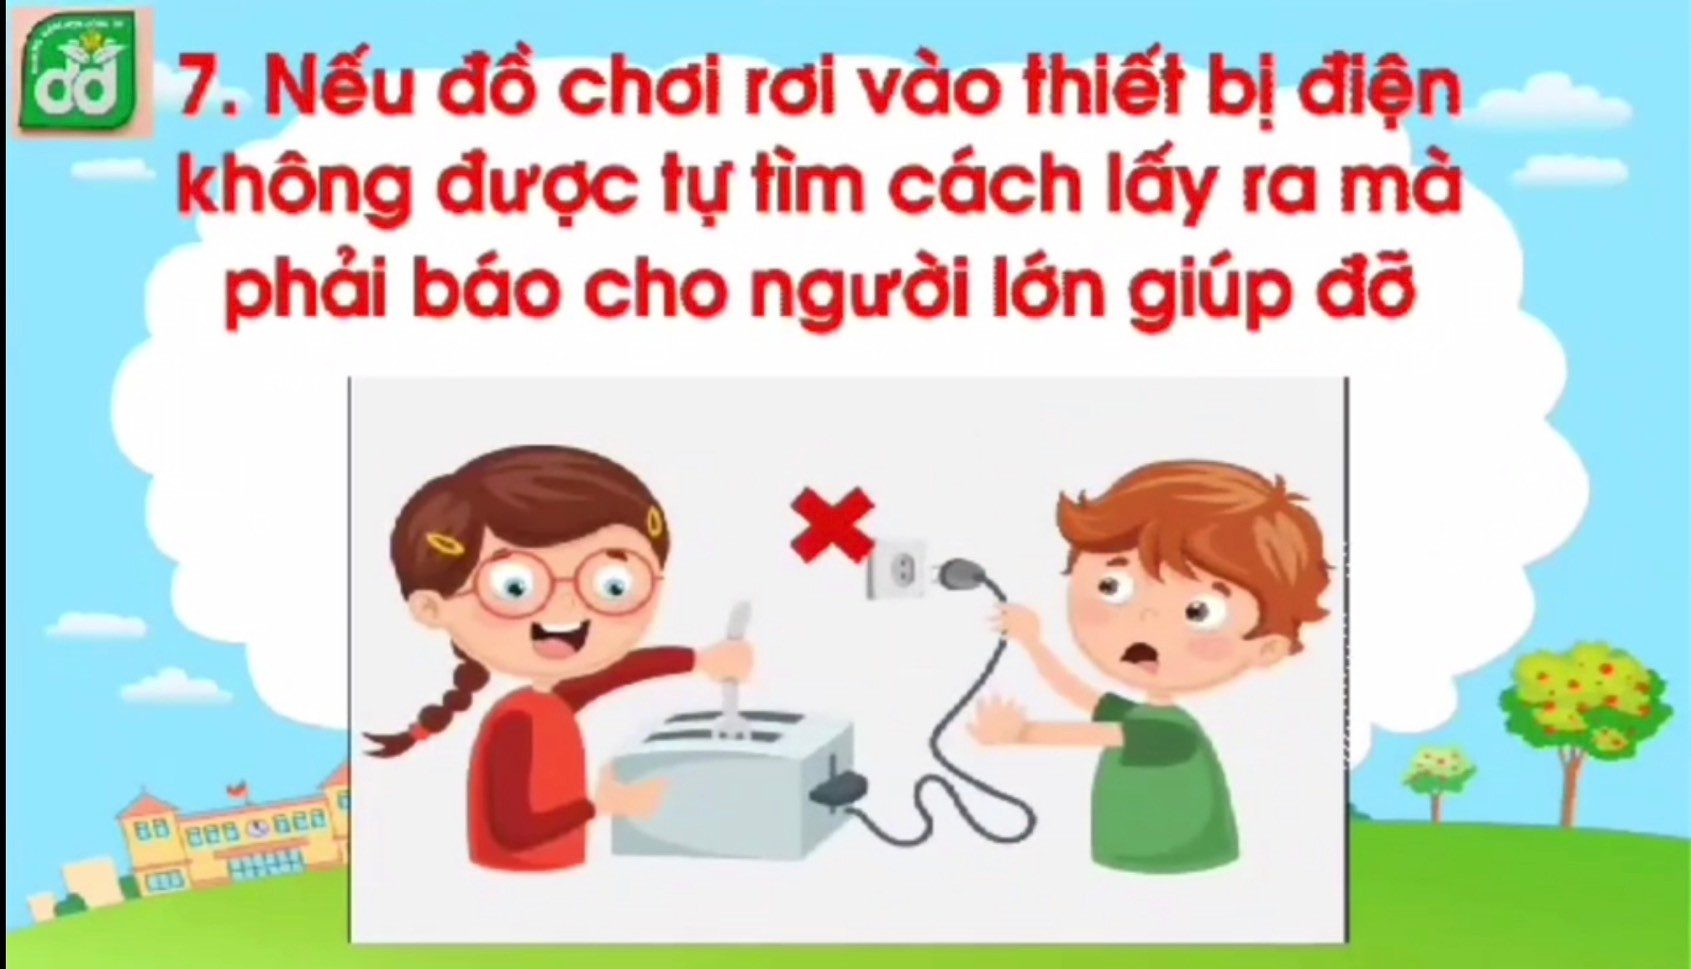 7. Nếu đồ chơi rơi vào thiết bị điện
không được tự tìm cách lấy ra mà
phải báo cho người lớn giúp đỡ